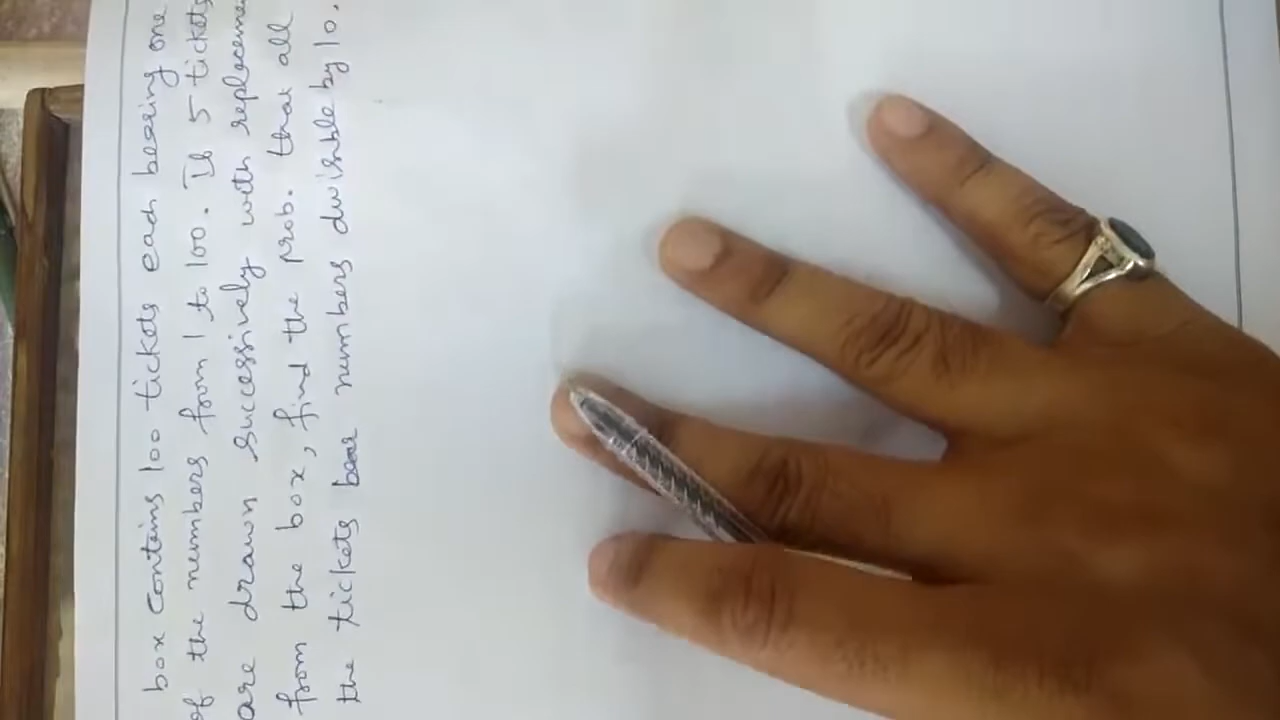 box contains 100 tickets each bearing one
of the numbers from 1 to 100. If 5 tickets
are drawn successively with replaceme
from the box, find the prob. that all
the tickets bear numbers divisible by 10.